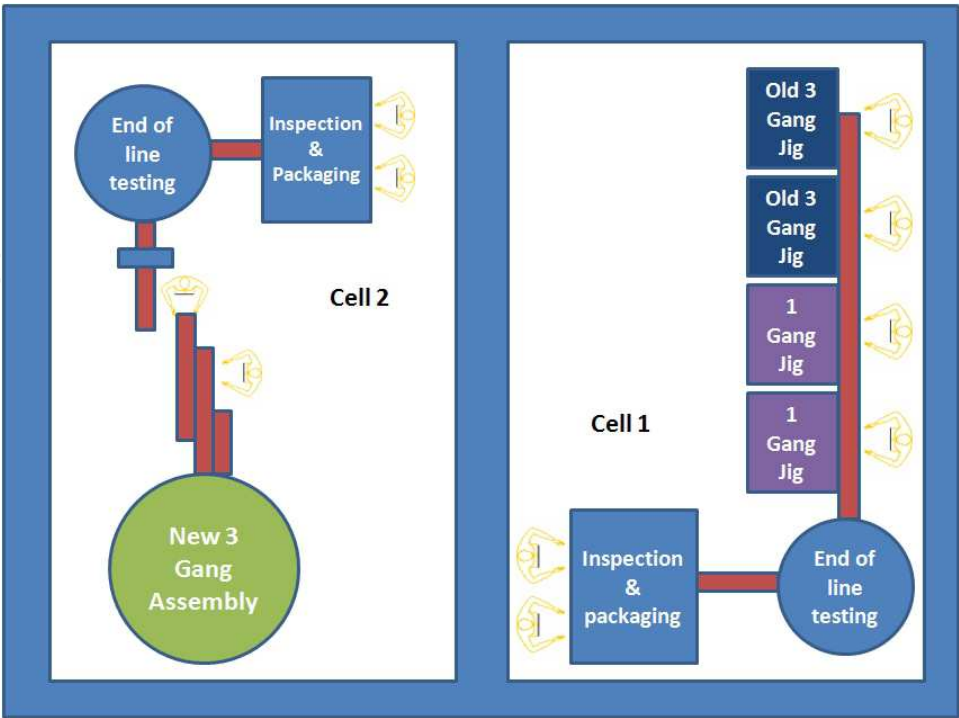 End of
line
testing
Inspection
&
Packaging
Cell 2
New 3
Gang
Assembly
Old 3
Gang
Jig
Old 3
Gang
Jig
1
Gang
Jig
1
Gang
Jig
Cell 1
Inspection
&
packaging
End of
line
testing